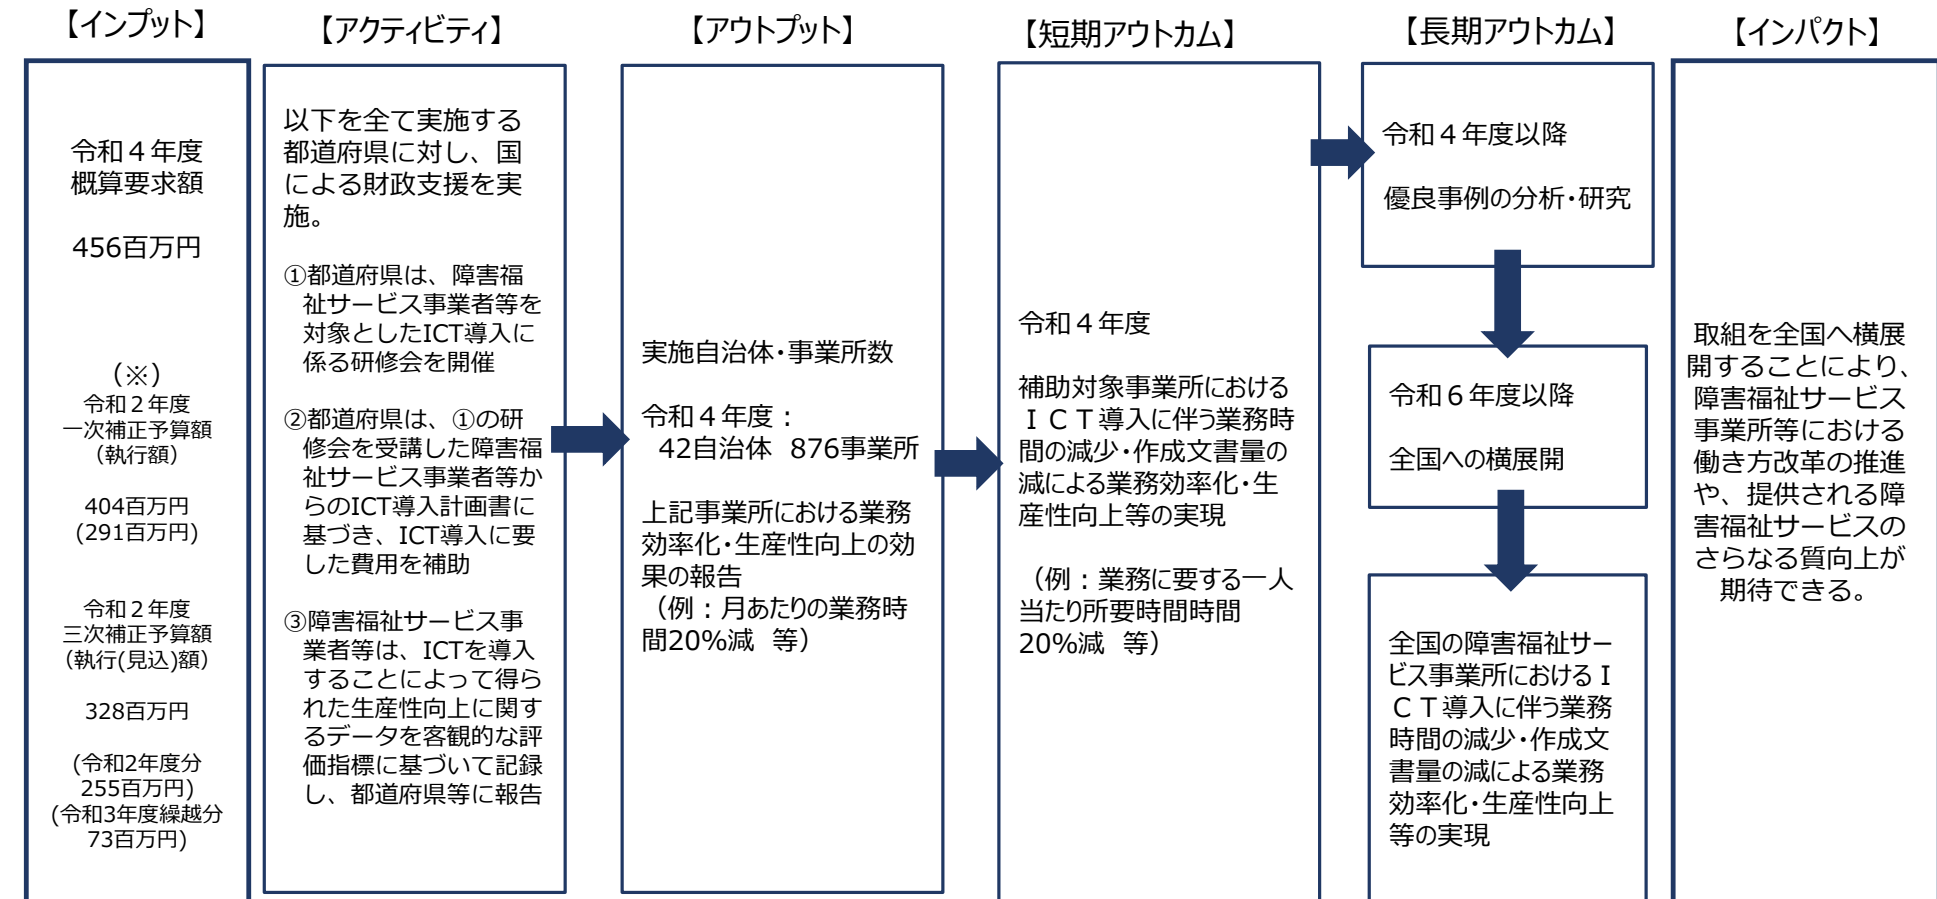 【インプット】
【アクティビティ】
【アウトプット】
【短期アウトカム】
【長期アウトカム】
【インパクト】
令和４年度
概算要求額
456百万円
（※）
令和２年度
一次補正予算額
（執行額）
404百万円
(291百万円)
令和２年度
三次補正予算額
（執行(見込)額）
328百万円
(令和2年度分
255百万円)
(令和3年度繰越分
73百万円)
以下を全て実施する
都道府県に対し、国
による財政支援を実
施。
①都道府県は、障害福
祉サービス事業者等を
対象としたICT導入に
係る研修会を開催
②都道府県は、①の研
修会を受講した障害福
祉サービス事業者等か
らのICT導入計画書に
基づき、ICT導入に要
した費用を補助
③障害福祉サービス事
業者等は、ICTを導入
することによって得ら
れた生産性向上に関す
るデータを客観的な評
価指標に基づいて記録
し、都道府県等に報告
実施自治体・事業所数
令和４年度：
42自治体 876事業所
上記事業所における業務
効率化・生産性向上の効
果の報告
（例：月あたりの業務時
間20%減 等）
令和４年度
補助対象事業所における
ＩＣＴ導入に伴う業務時
間の減少・作成文書量の
減による業務効率化・生
産性向上等の実現
（例：業務に要する一人
当たり所要時間時間
20%減 等）
令和４年度以降
優良事例の分析・研究
令和６年度以降
全国への横展開
全国の障害福祉サー
ビス事業所におけるＩ
ＣＴ導入に伴う業務
時間の減少・作成文
書量の減による業務
効率化・生産性向上
等の実現
取組を全国へ横展
開することにより、
障害福祉サービス
事業所等における
働き方改革の推進
や、提供される障
害福祉サービスの
さらなる質向上が
期待できる。